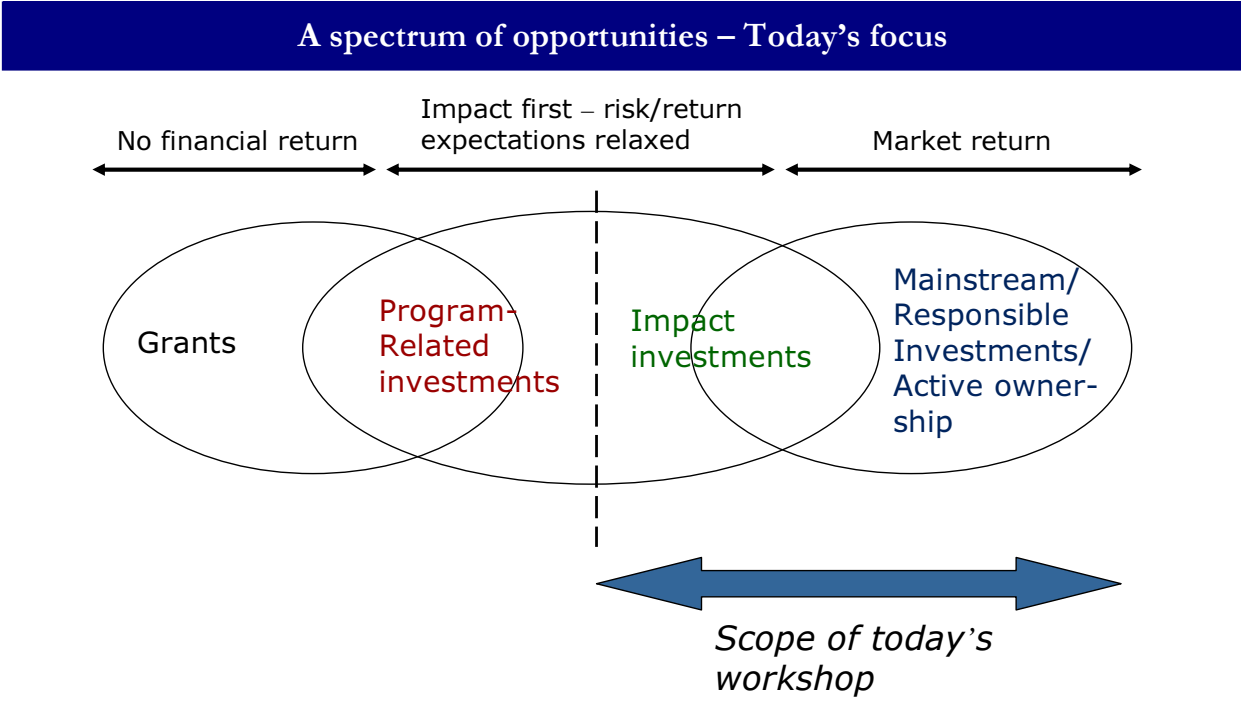 A spectrum of opportunities – Today’s focus
No financial return
Impact first – risk/return
expectations relaxed
Market return
Grants
Program-
Related
investments
Impact
investments
Mainstream/
Responsible
Investments/
Active owner-
ship
Scope of today’s
workshop